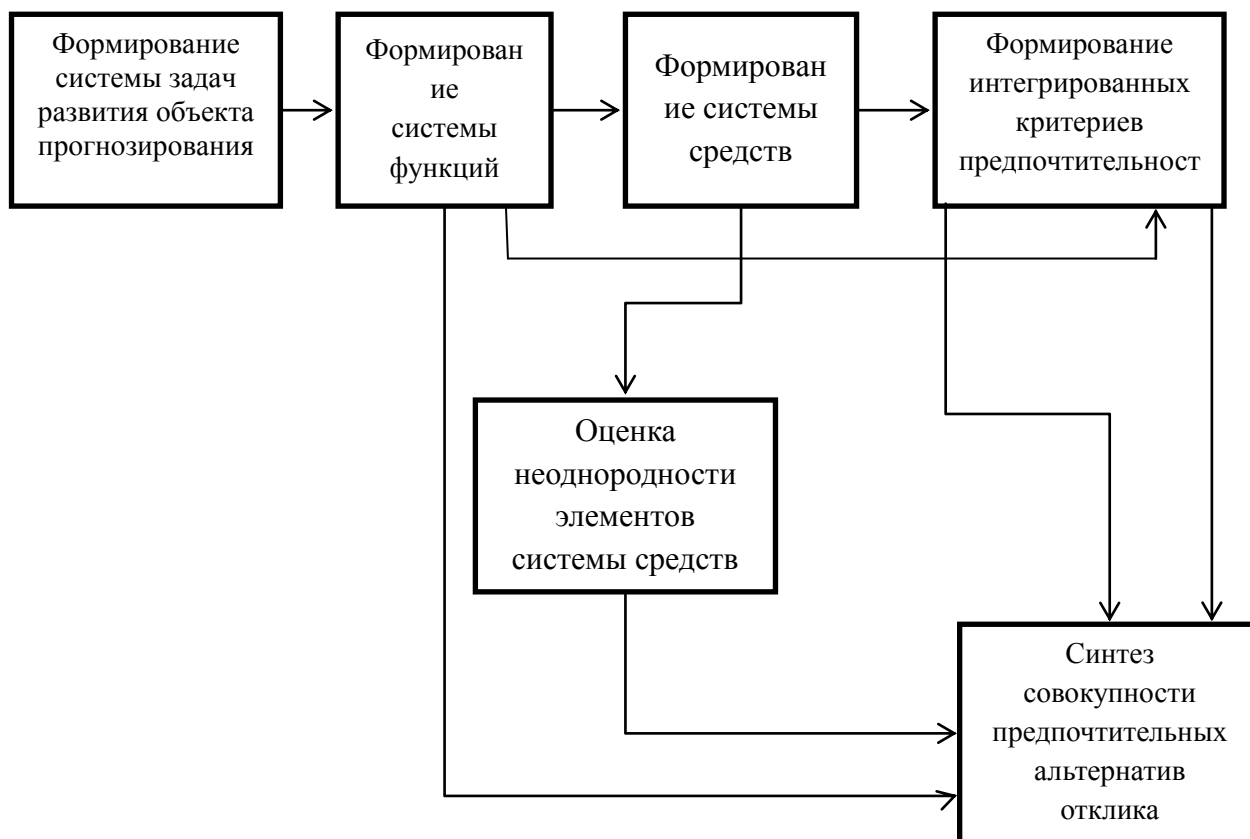 Формирование
системы задач
развития объекта
прогнозирования
Формирован
ие
системы
функций
Формирован
ие системы
средств
Формирование
интегрированных
критериев
предпочтительност
Оценка
неоднородности
элементов
системы средств
Синтез
совокупности
предпочтительных
альтернатив
отклика